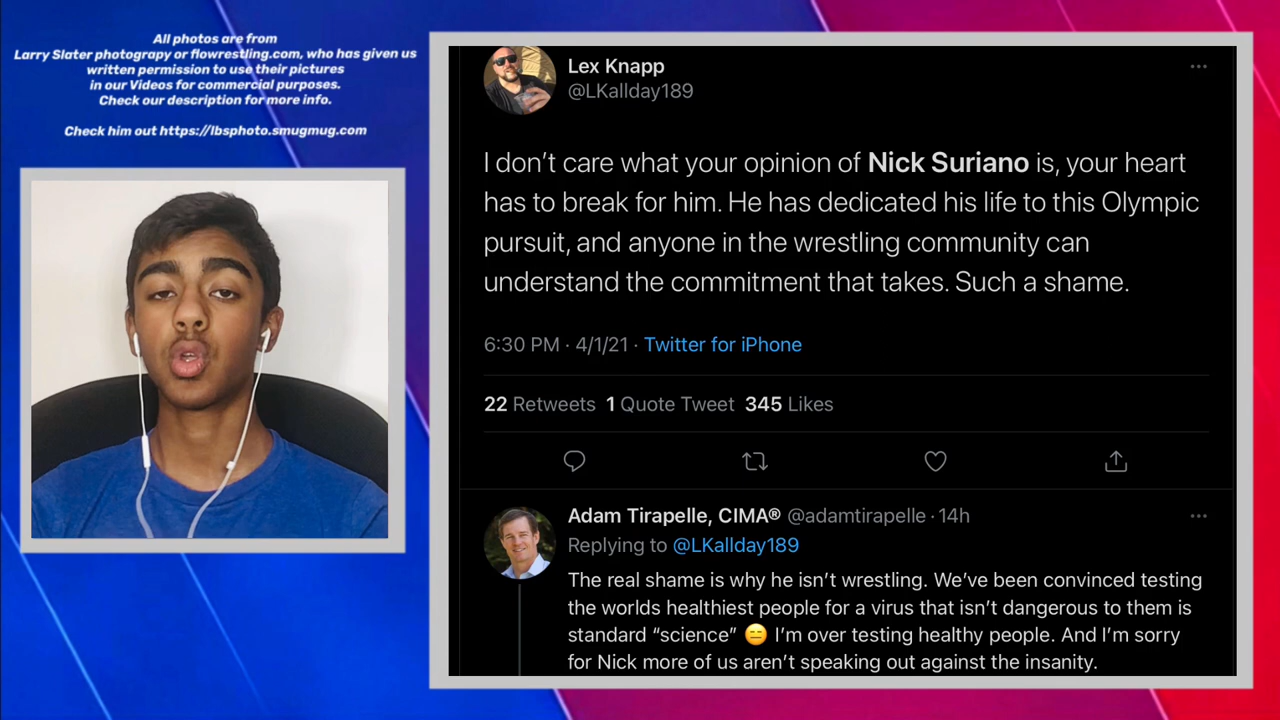 All photos are from
Larry Slater photograpy or flowrestling.com, who has given us
written permission to use their pictures
in our Videos for commercial purposes.
Check our description for more info.
Check him out https://lbsphoto.smugmug.com
Lex Knapp
@LKallday189
I don’t care what your opinion of Nick Suriano is, your heart
has to break for him. He has dedicated his life to this Olympic
pursuit, and anyone in the wrestling community can
understand the commitment that takes. Such a shame.
6:30 PM · 4/1/21 · Twitter for iPhone
22 Retweets 1 Quote Tweet 345 Likes
Adam Tirapelle, CIMA® @adamtirapelle · 14h
Replying to @LKallday189
The real shame is why he isn’t wrestling. We’ve been convinced testing
the worlds healthiest people for a virus that isn’t dangerous to them is
standard “science” 😑 I’m over testing healthy people. And I’m sorry
for Nick more of us aren’t speaking out against the insanity.